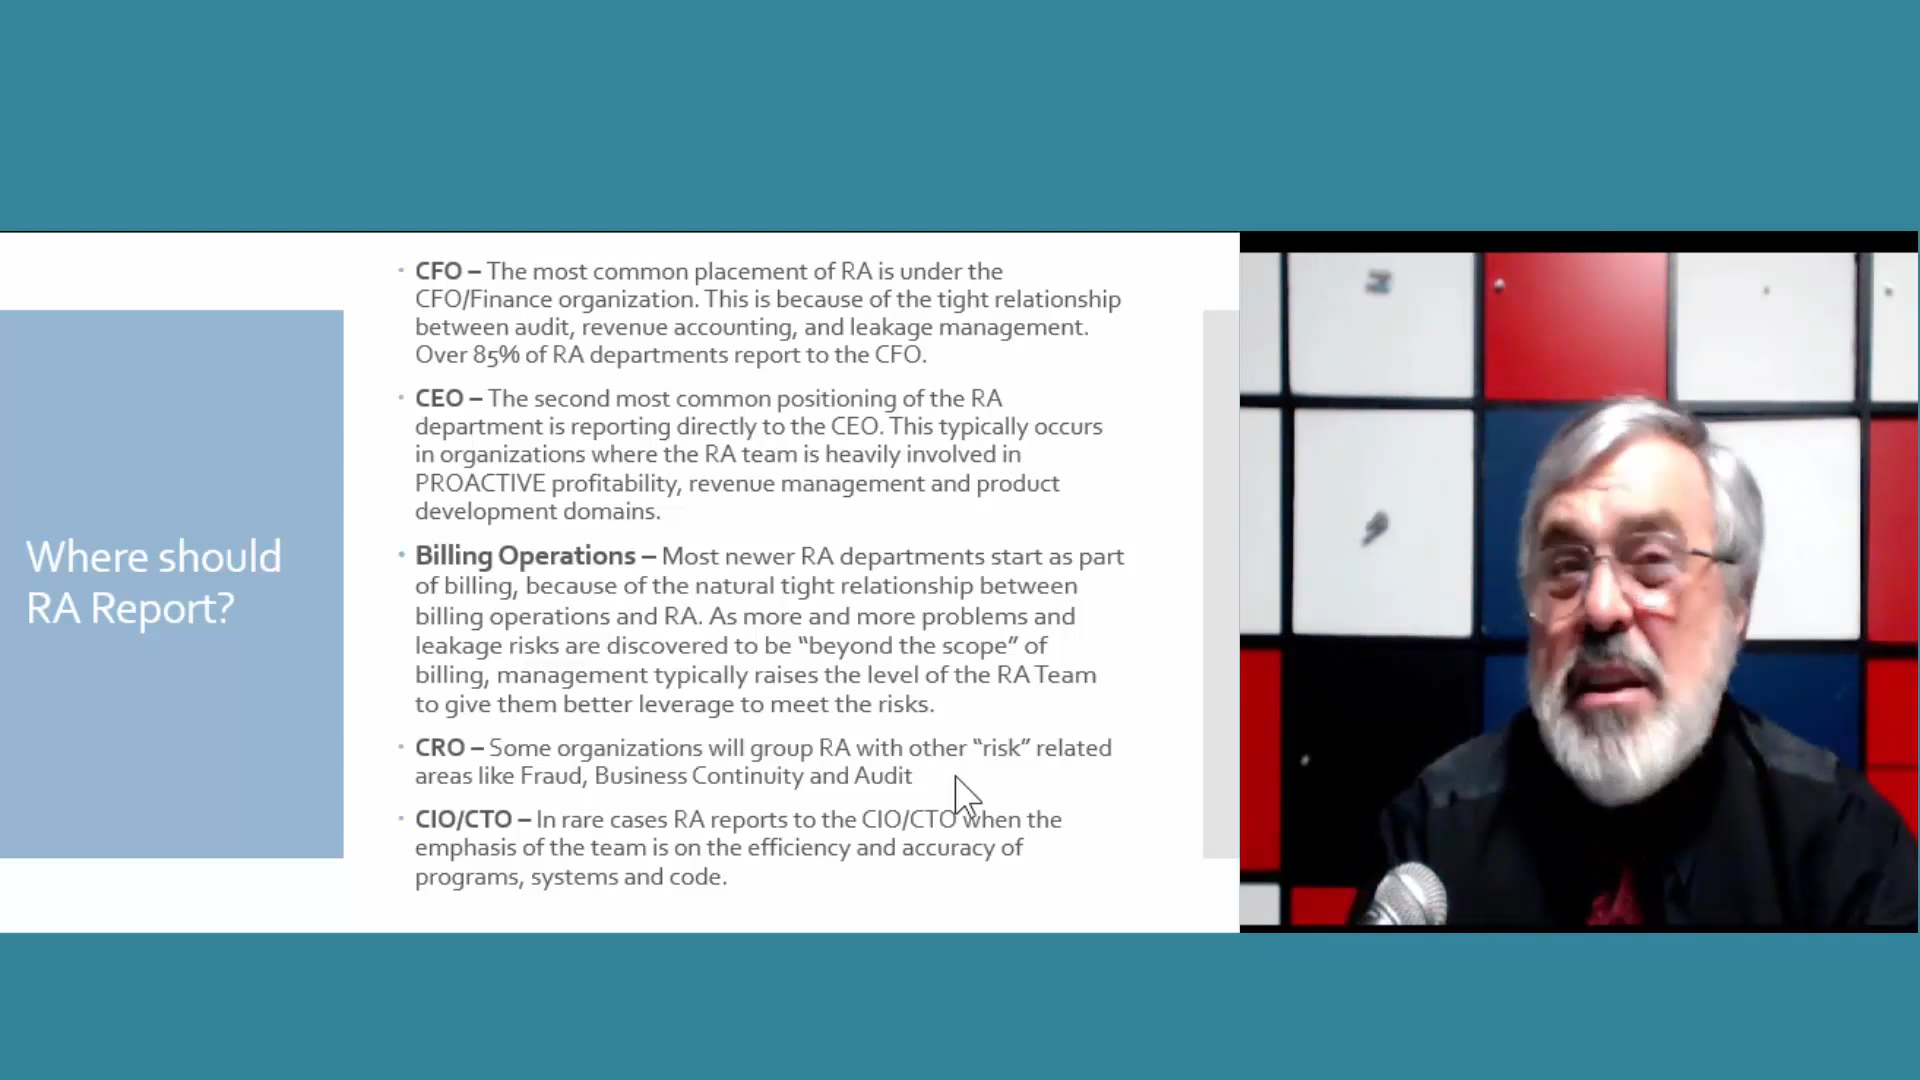 Where should
RA Report?
• CFO – The most common placement of RA is under the
CFO/Finance organization. This is because of the tight relationship
between audit, revenue accounting, and leakage management.
Over 85% of RA departments report to the CFO.
• CEO – The second most common positioning of the RA
department is reporting directly to the CEO. This typically occurs
in organizations where the RA team is heavily involved in
PROACTIVE profitability, revenue management and product
development domains.
• Billing Operations – Most newer RA departments start as part
of billing, because of the natural tight relationship between
billing operations and RA. As more and more problems and
leakage risks are discovered to be “beyond the scope” of
billing, management typically raises the level of the RA Team
to give them better leverage to meet the risks.
• CRO – Some organizations will group RA with other “risk” related
areas like Fraud, Business Continuity and Audit
• CIO/CTO – In rare cases RA reports to the CIO/CTO when the
emphasis of the team is on the efficiency and accuracy of
programs, systems and code.